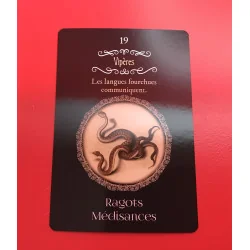 19
Vipères
Les langues fourchues
communiquent.
Ragots
Médisances